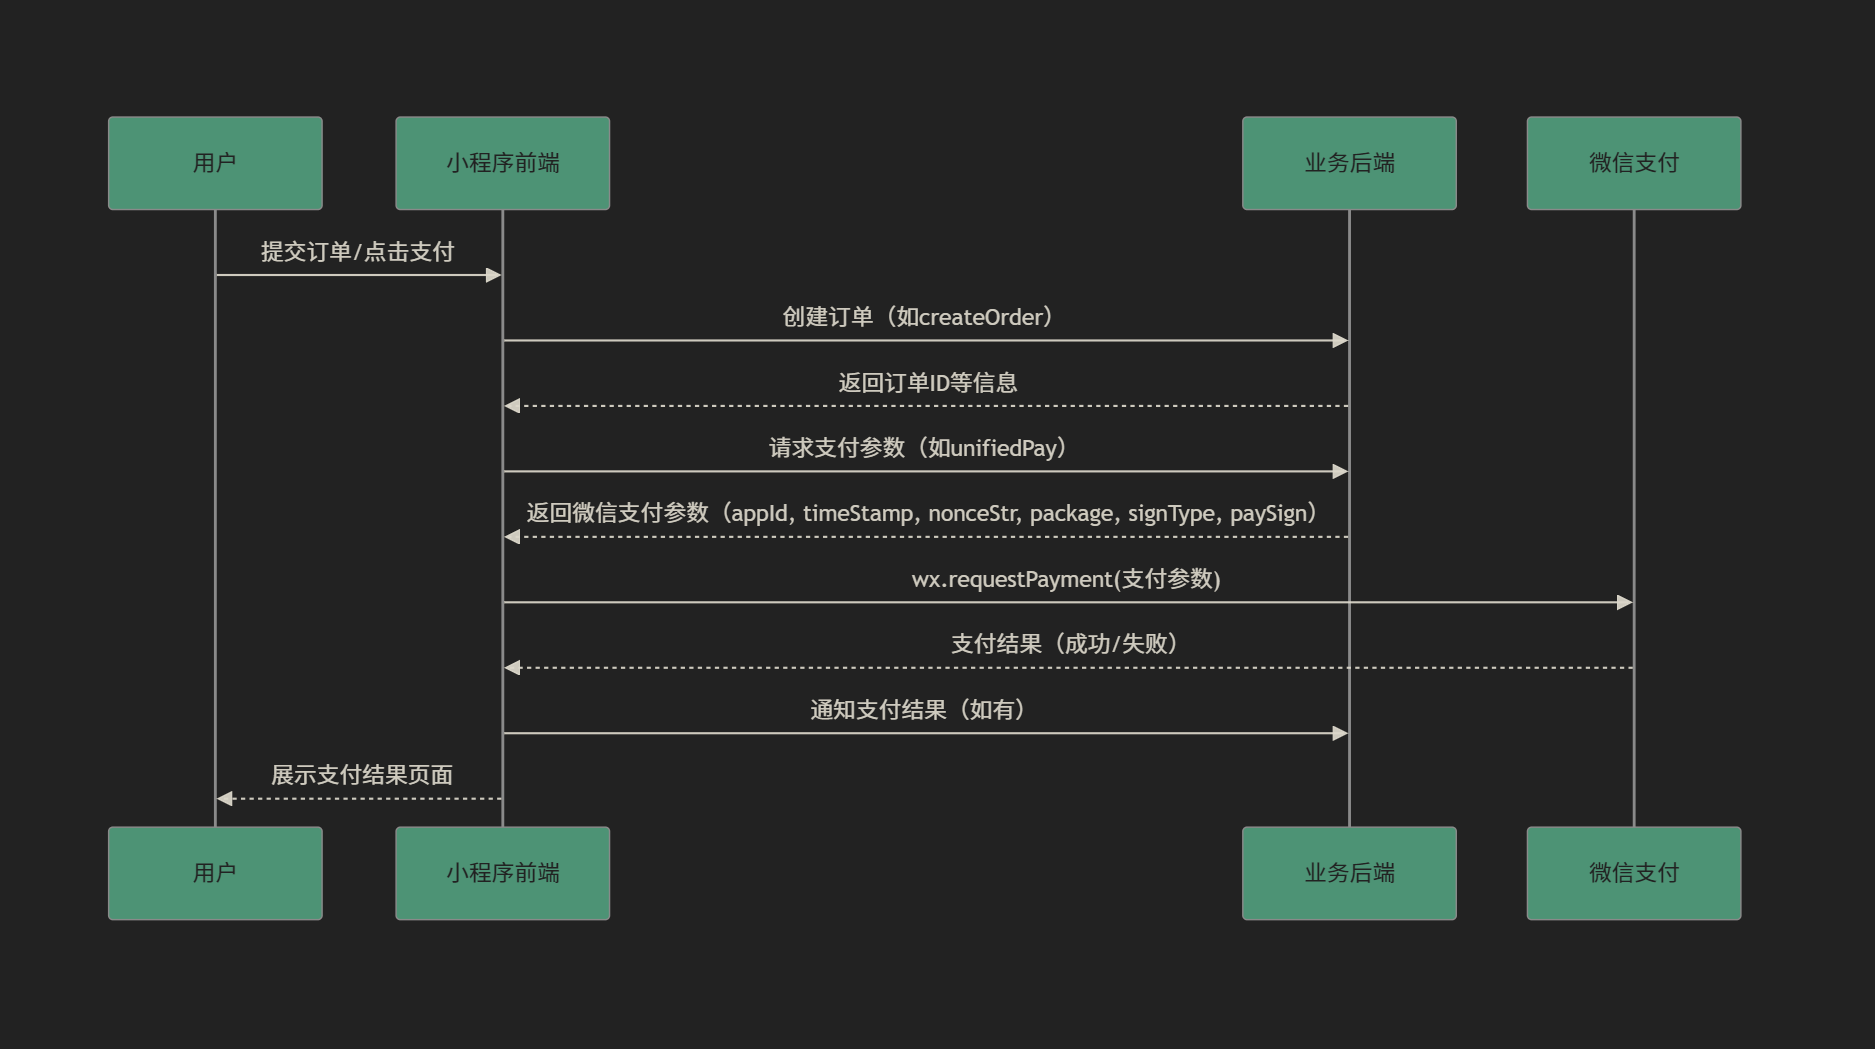 用户
小程序前端
业务后端
微信支付
提交订单/点击支付
创建订单（如createOrder）
返回订单ID等信息
请求支付参数（如unifiedPay）
返回微信支付参数（appId, timeStamp, nonceStr, package, signType, paySign）
wx.requestPayment(支付参数)
支付结果（成功/失败）
通知支付结果（如有）
展示支付结果页面
用户
小程序前端
业务后端
微信支付